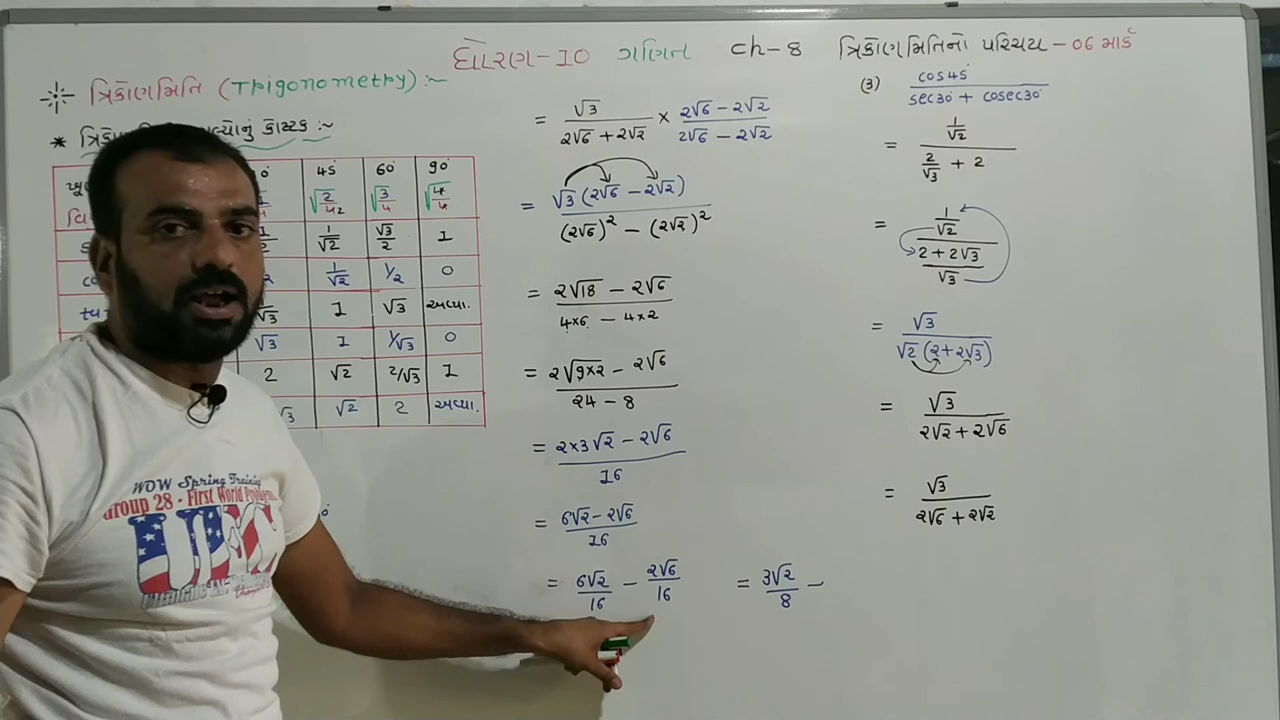 ધોરણ-10 ગણિત ch-8 ત્રિકોણમિતિનો પરિચય - 06 માર્ક
ત્રિકોણમિતિ (Trigonometry) :-
કોષ્ટક :-
45° 60° 90°
√2/4 2 √3/4 √4/4
1/√2 √3/2 1
1/√2 1/2 0
1 √3 અવ્યા.
√3 1 1/√3 0
2 √2 2/√3 1
√2 2 અવ્યા.
= √3 / 2√6 + 2√2 × 2√6 - 2√2 / 2√6 - 2√2
= √3 (2√6 - 2√2) / (2√6)² - (2√2)²
= 2√18 - 2√6 / 4×6 - 4×2
= 2√9×2 - 2√6 / 24 - 8
= 2×3√2 - 2√6 / 16
= 6√2 - 2√6 / 16
= 6√2/16 - 2√6/16 = 3√2/8 -
(3) cos45° / sec30° + cosec30°
= 1/√2 / 2/√3 + 2
= 1/√2 / 2 + 2√3 / √3
= √3 / √2 (2 + 2√3)
= √3 / 2√2 + 2√6
= √3 / 2√6 + 2√2
WOW Spring Training
Group 28 - First World Problem